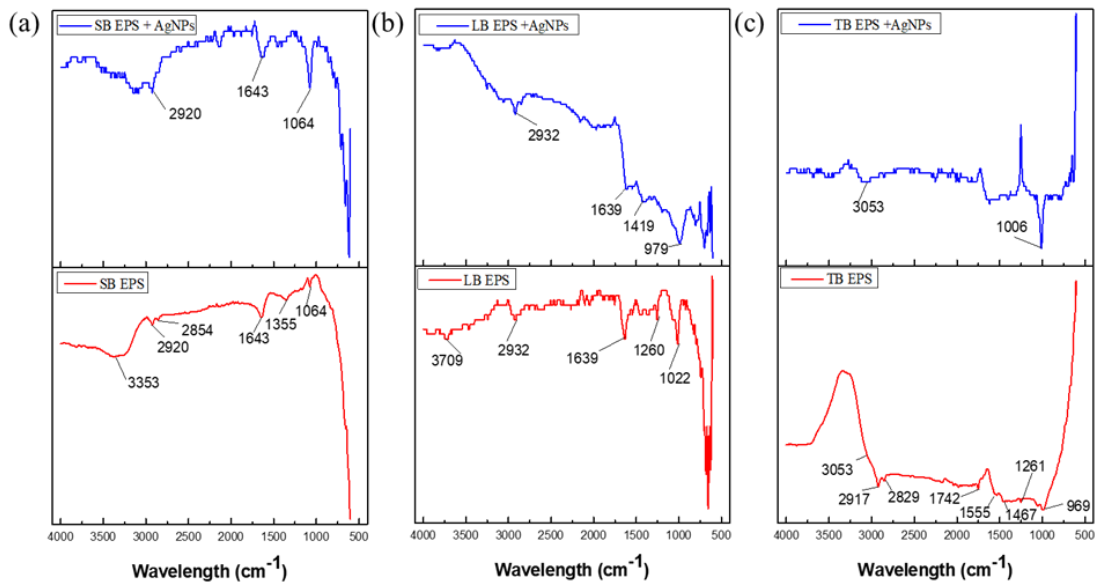 (a)
SB EPS + AgNPs
2920
1643
1064
SB EPS
3353
2920
2854
1643
1355
1064
4000 3500 3000 2500 2000 1500 1000 500
Wavelength (cm⁻¹)
(b)
LB EPS +AgNPs
2932
1639
1419
979
LB EPS
3709
2932
1639
1260
1022
4000 3500 3000 2500 2000 1500 1000 500
Wavelength (cm⁻¹)
(c)
TB EPS +AgNPs
3053
1006
TB EPS
3053
2917
2829
1742
1555
1467
1261
969
4000 3500 3000 2500 2000 1500 1000 500
Wavelength (cm⁻¹)